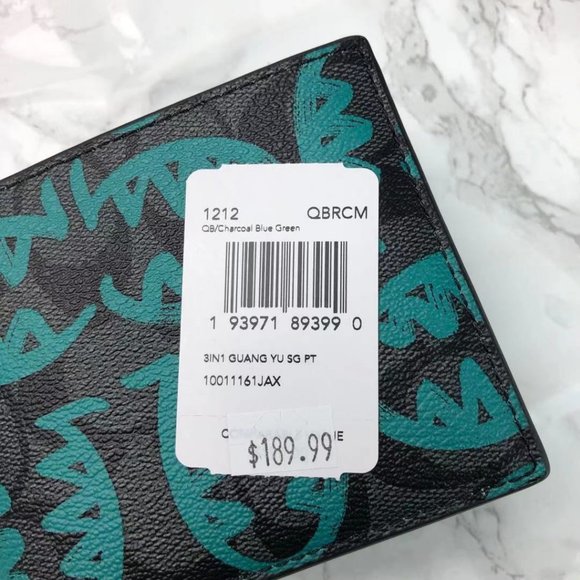 1212 QBRCM
QB/Charcoal Blue Green
1 93971 89399 0
3IN1 GUANG YU SG PT
10011161JAX
$189.99